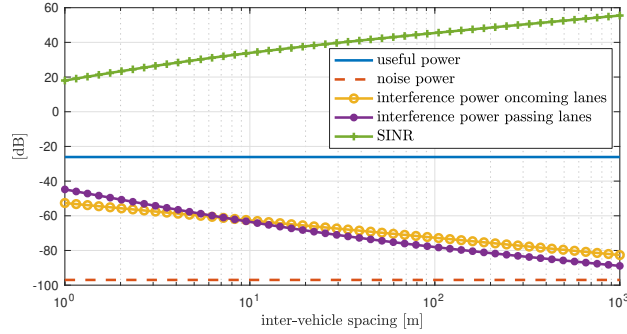 60
40
20
0
-20
-40
-60
-80
-100
[dB]
useful power
noise power
interference power oncoming lanes
interference power passing lanes
SINR
10^0
10^1
10^2
10^3
inter-vehicle spacing [m]